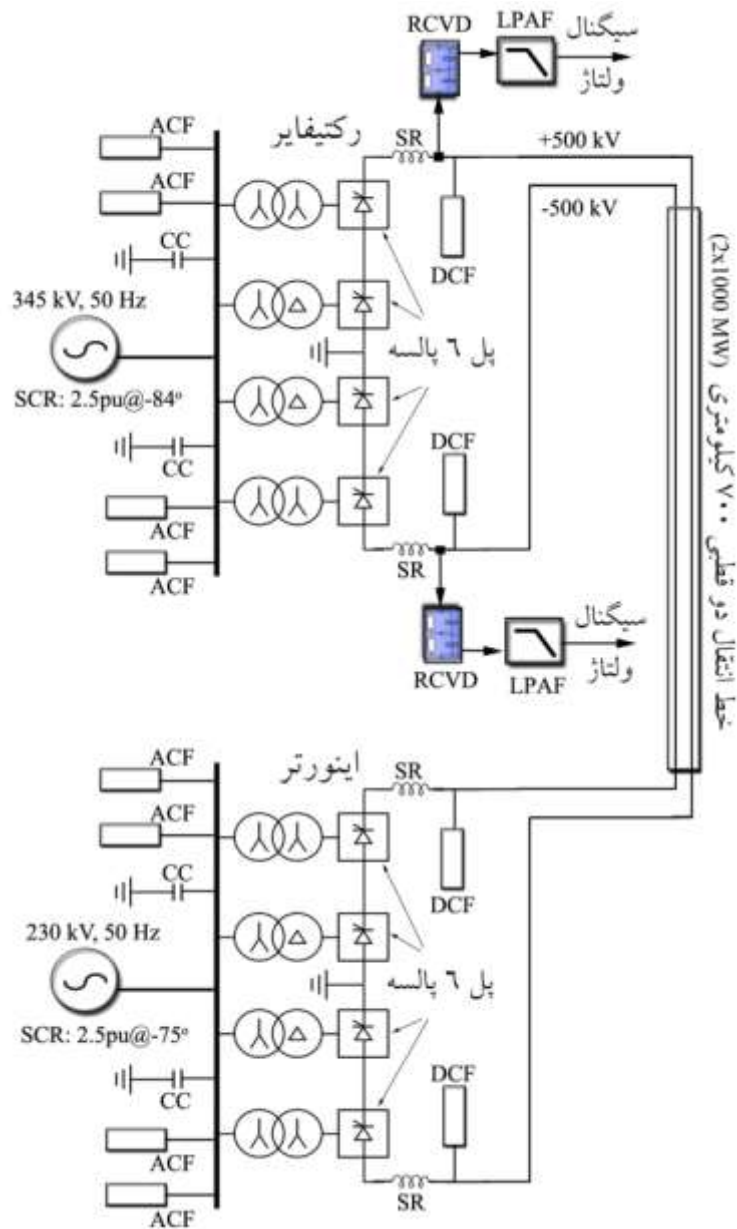 RCVD
LPAF
سیگنال
ولتاژ
ACF
رکتیفایر
SR
+500 kV
ACF
-500 kV
CC
DCF
345 kV, 50 Hz
پل ٦ پالسه
SCR: 2.5pu@-84°
DCF
CC
ACF
SR
ACF
سیگنال
ولتاژ
RCVD
LPAF
خط انتقال دو قطبی ٧٠٠ کیلومتری (2x1000 MW)
ACF
اینورتر
SR
ACF
CC
DCF
230 kV, 50 Hz
پل ٦ پالسه
SCR: 2.5pu@-75°
DCF
CC
ACF
SR
ACF